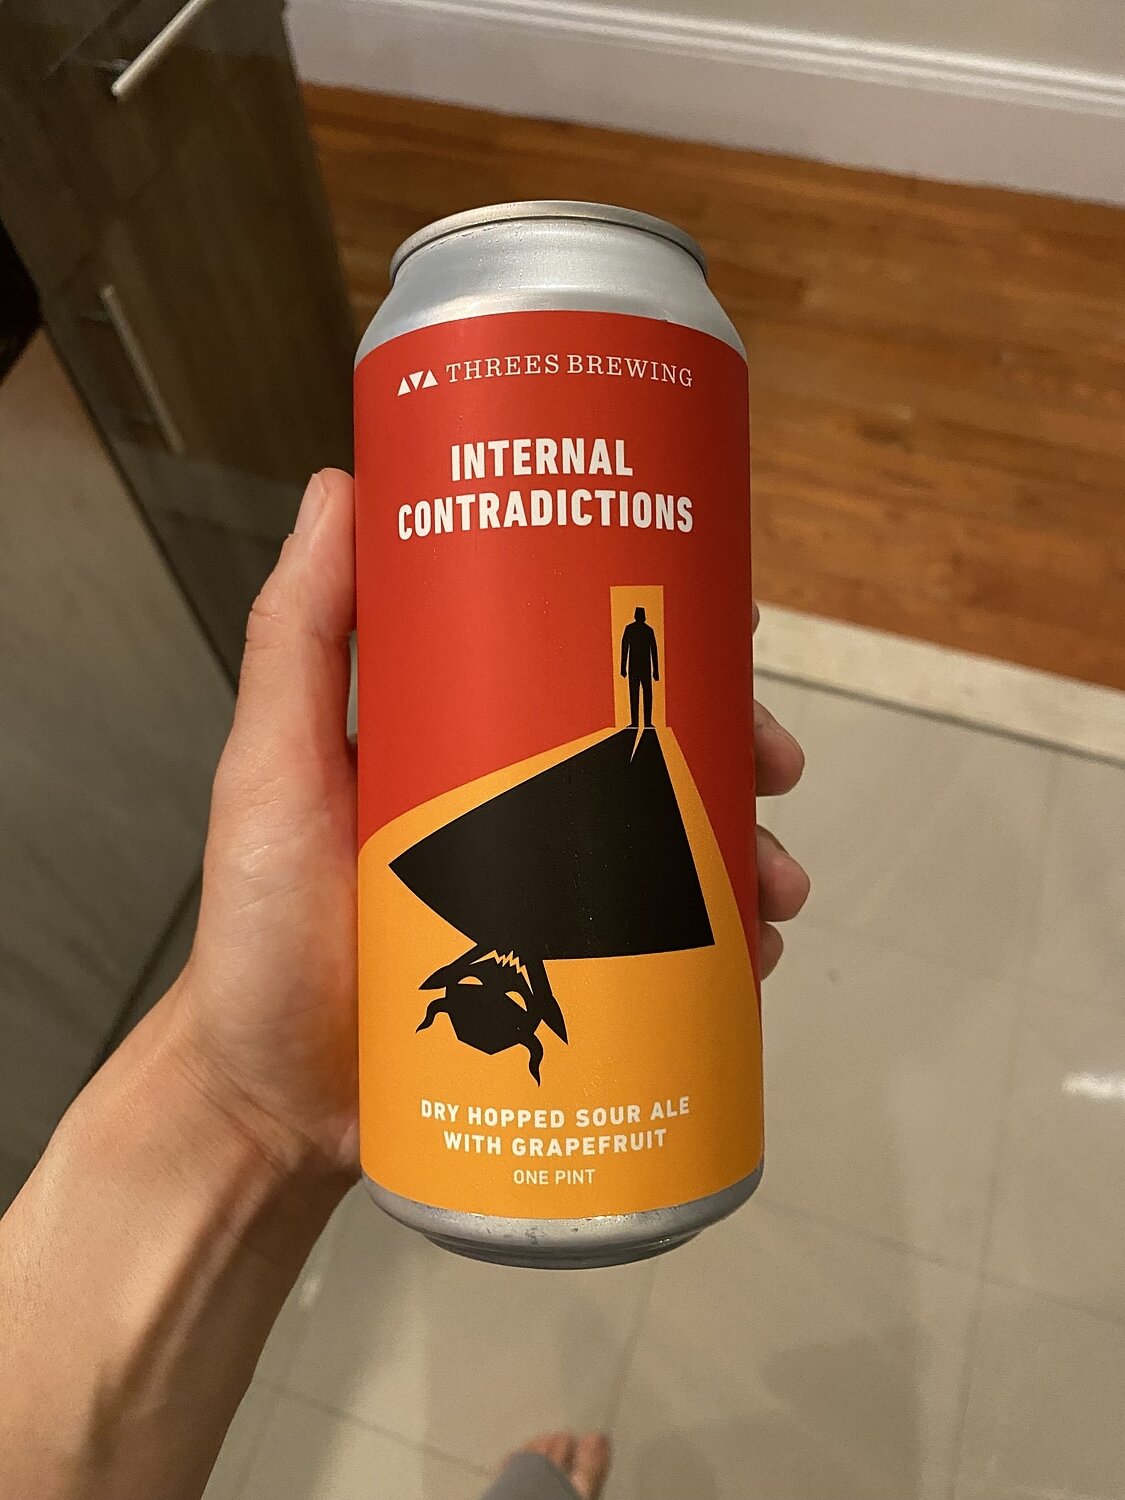 THREES BREWING
INTERNAL
CONTRADICTIONS
DRY HOPPED SOUR ALE
WITH GRAPEFRUIT
ONE PINT